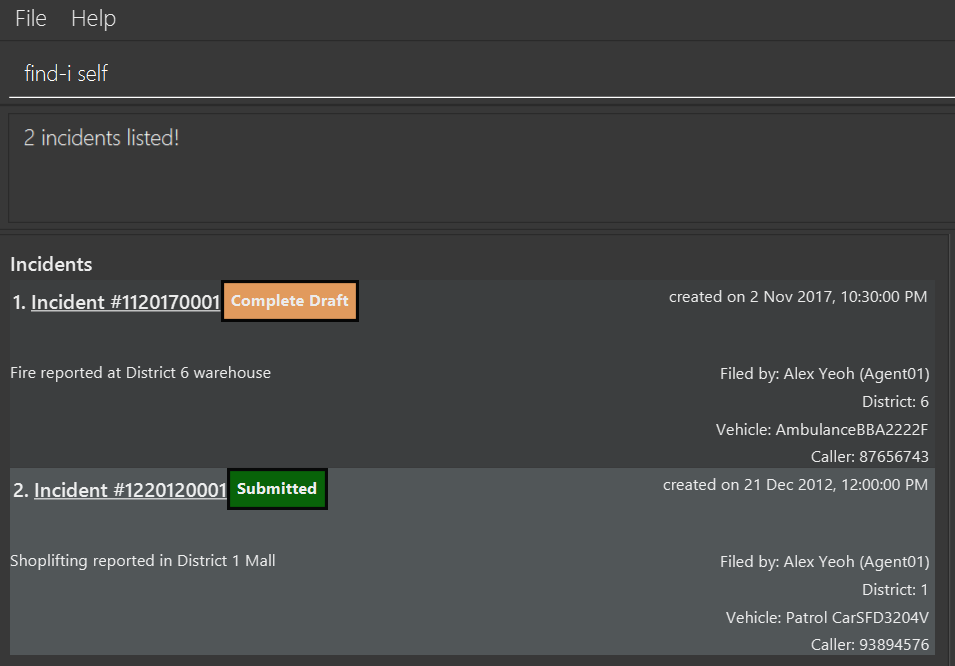 File Help
find-i self
2 incidents listed!
Incidents
1. Incident #1120170001 Complete Draft created on 2 Nov 2017, 10:30:00 PM
Fire reported at District 6 warehouse Filed by: Alex Yeoh (Agent01)
District: 6
Vehicle: AmbulanceBBA2222F
Caller: 87656743
2. Incident #1220120001 Submitted created on 21 Dec 2012, 12:00:00 PM
Shoplifting reported in District 1 Mall Filed by: Alex Yeoh (Agent01)
District: 1
Vehicle: Patrol CarSFD3204V
Caller: 93894576